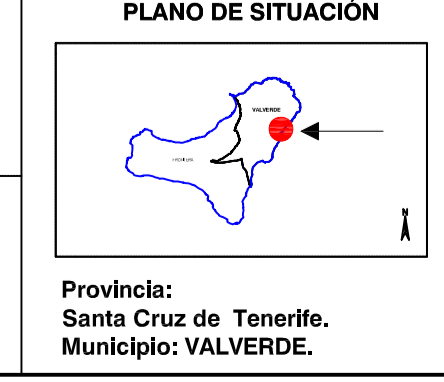 PLANO DE SITUACIÓN
VALVERDE
N
Provincia:
Santa Cruz de Tenerife.
Municipio: VALVERDE.